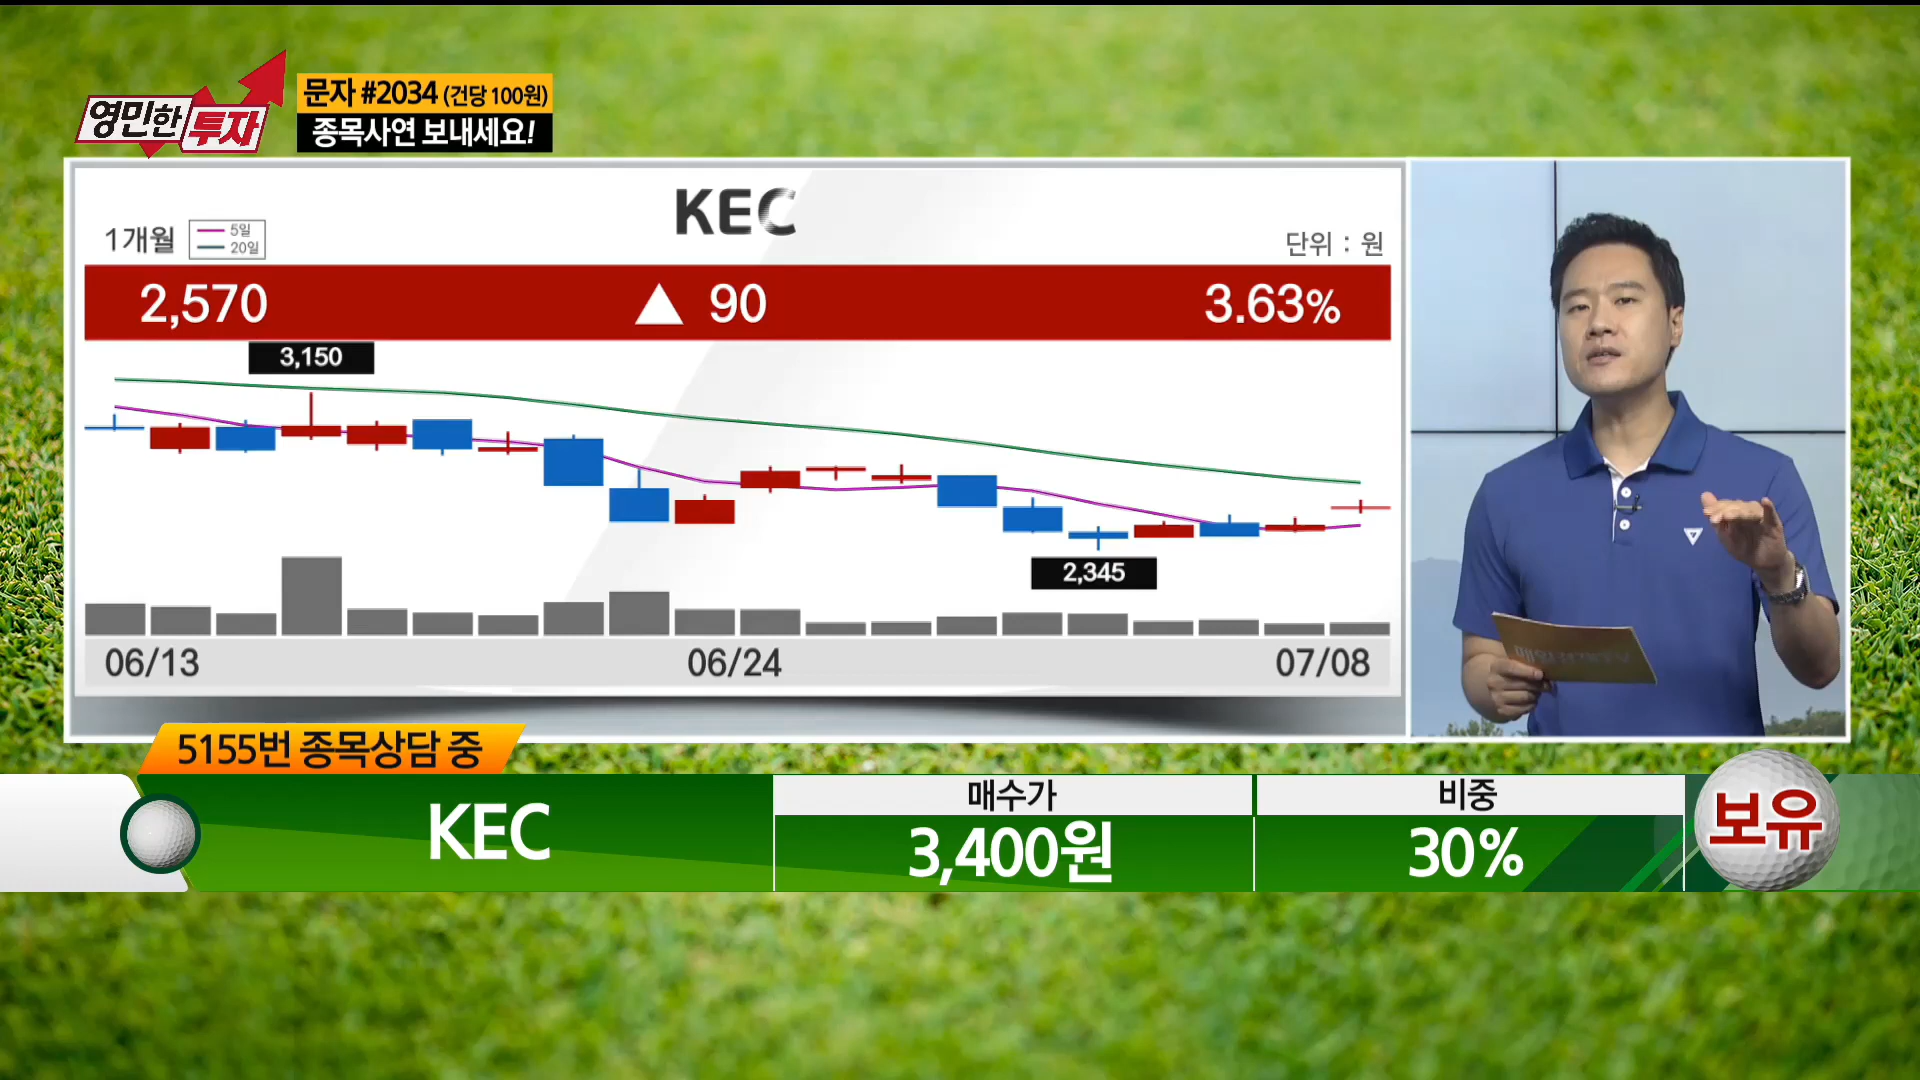 영민한 투자
문자 #2034 (건당 100원)
종목사연 보내세요!
KEC
1개월
5일
20일
단위 : 원
2,570 ▲ 90 3.63%
3,150
2,345
06/13 06/24 07/08
5155번 종목상담 중
KEC
매수가
3,400원
비중
30%
보유